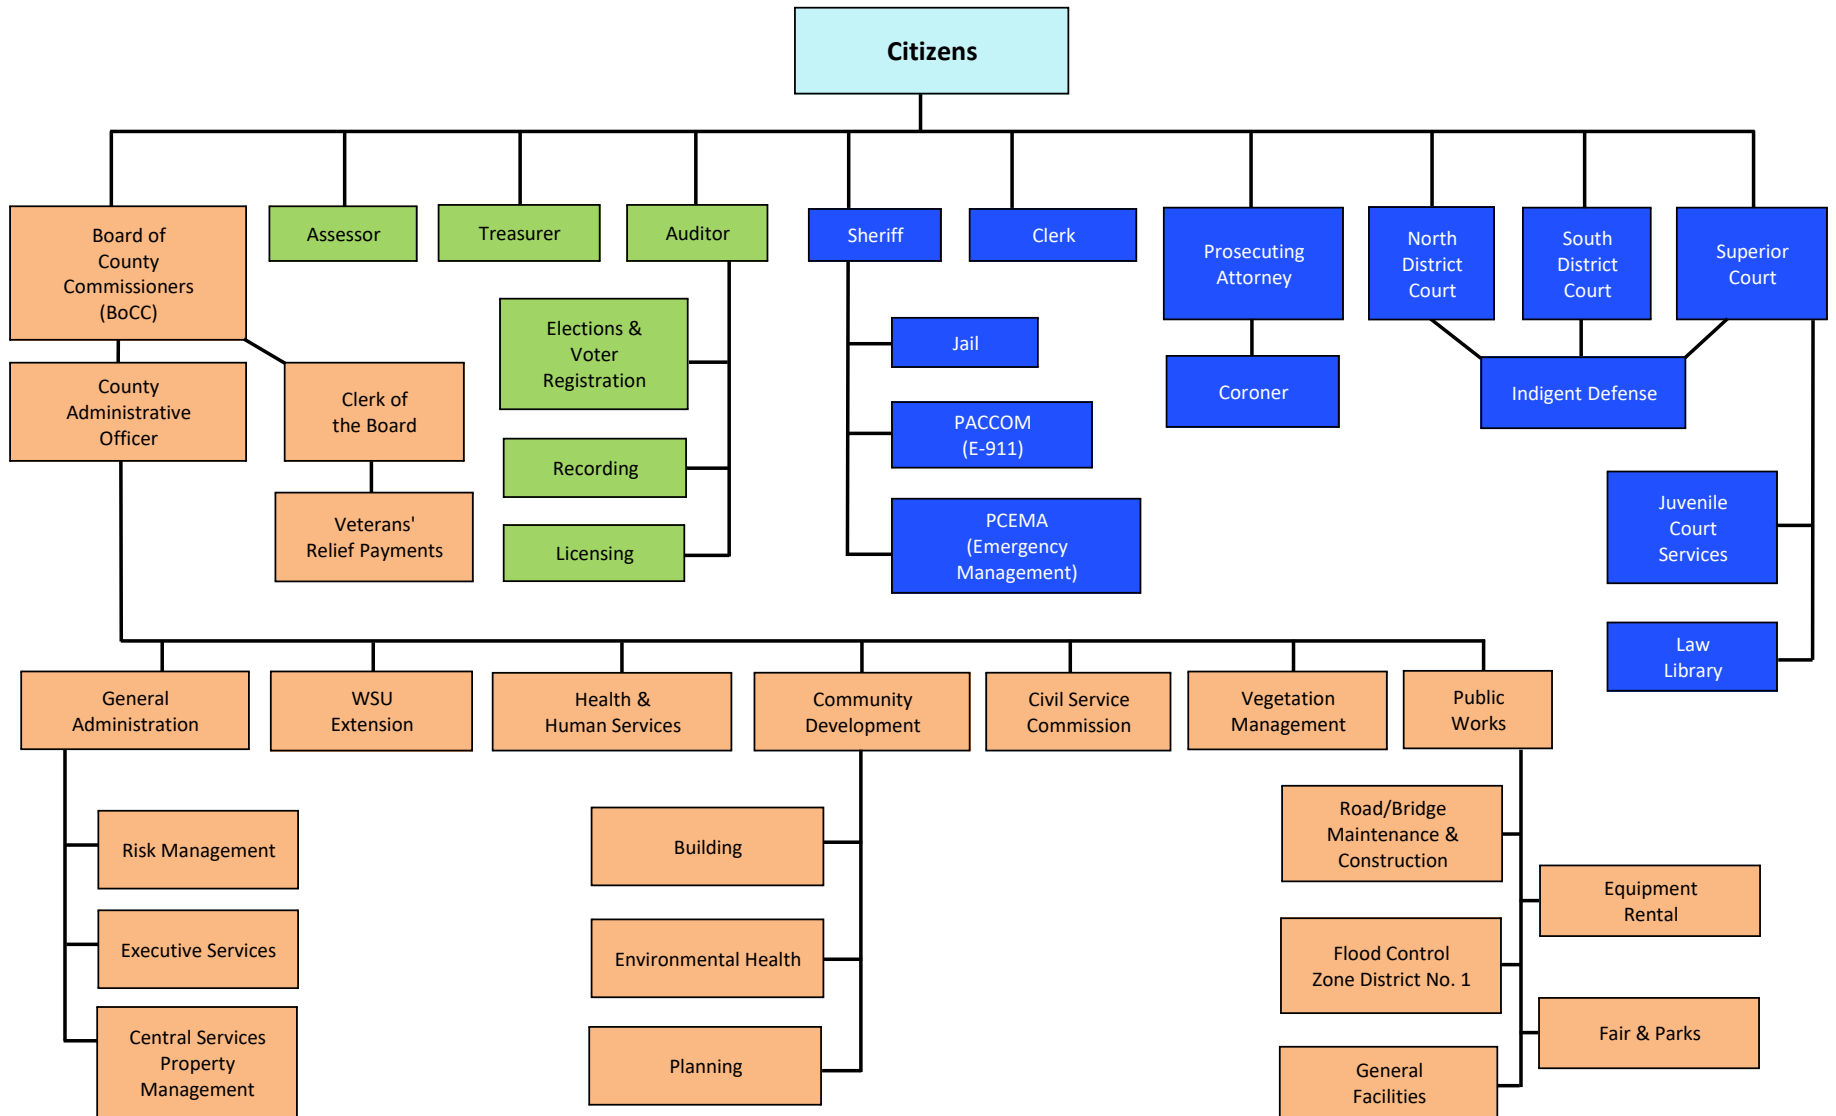 Citizens
Board of
County
Commissioners
(BoCC)
Assessor
Treasurer
Auditor
Sheriff
Clerk
Prosecuting
Attorney
North
District
Court
South
District
Court
Superior
Court
Elections &
Voter
Registration
Recording
Licensing
Jail
PACCOM
(E-911)
PCEMA
(Emergency
Management)
Coroner
Indigent Defense
Juvenile
Court
Services
Law
Library
County
Administrative
Officer
Clerk of
the Board
Veterans'
Relief Payments
General
Administration
WSU
Extension
Health &
Human Services
Community
Development
Civil Service
Commission
Vegetation
Management
Public
Works
Risk Management
Executive Services
Central Services
Property
Management
Building
Environmental Health
Planning
Road/Bridge
Maintenance &
Construction
Equipment
Rental
Flood Control
Zone District No. 1
Fair & Parks
General
Facilities